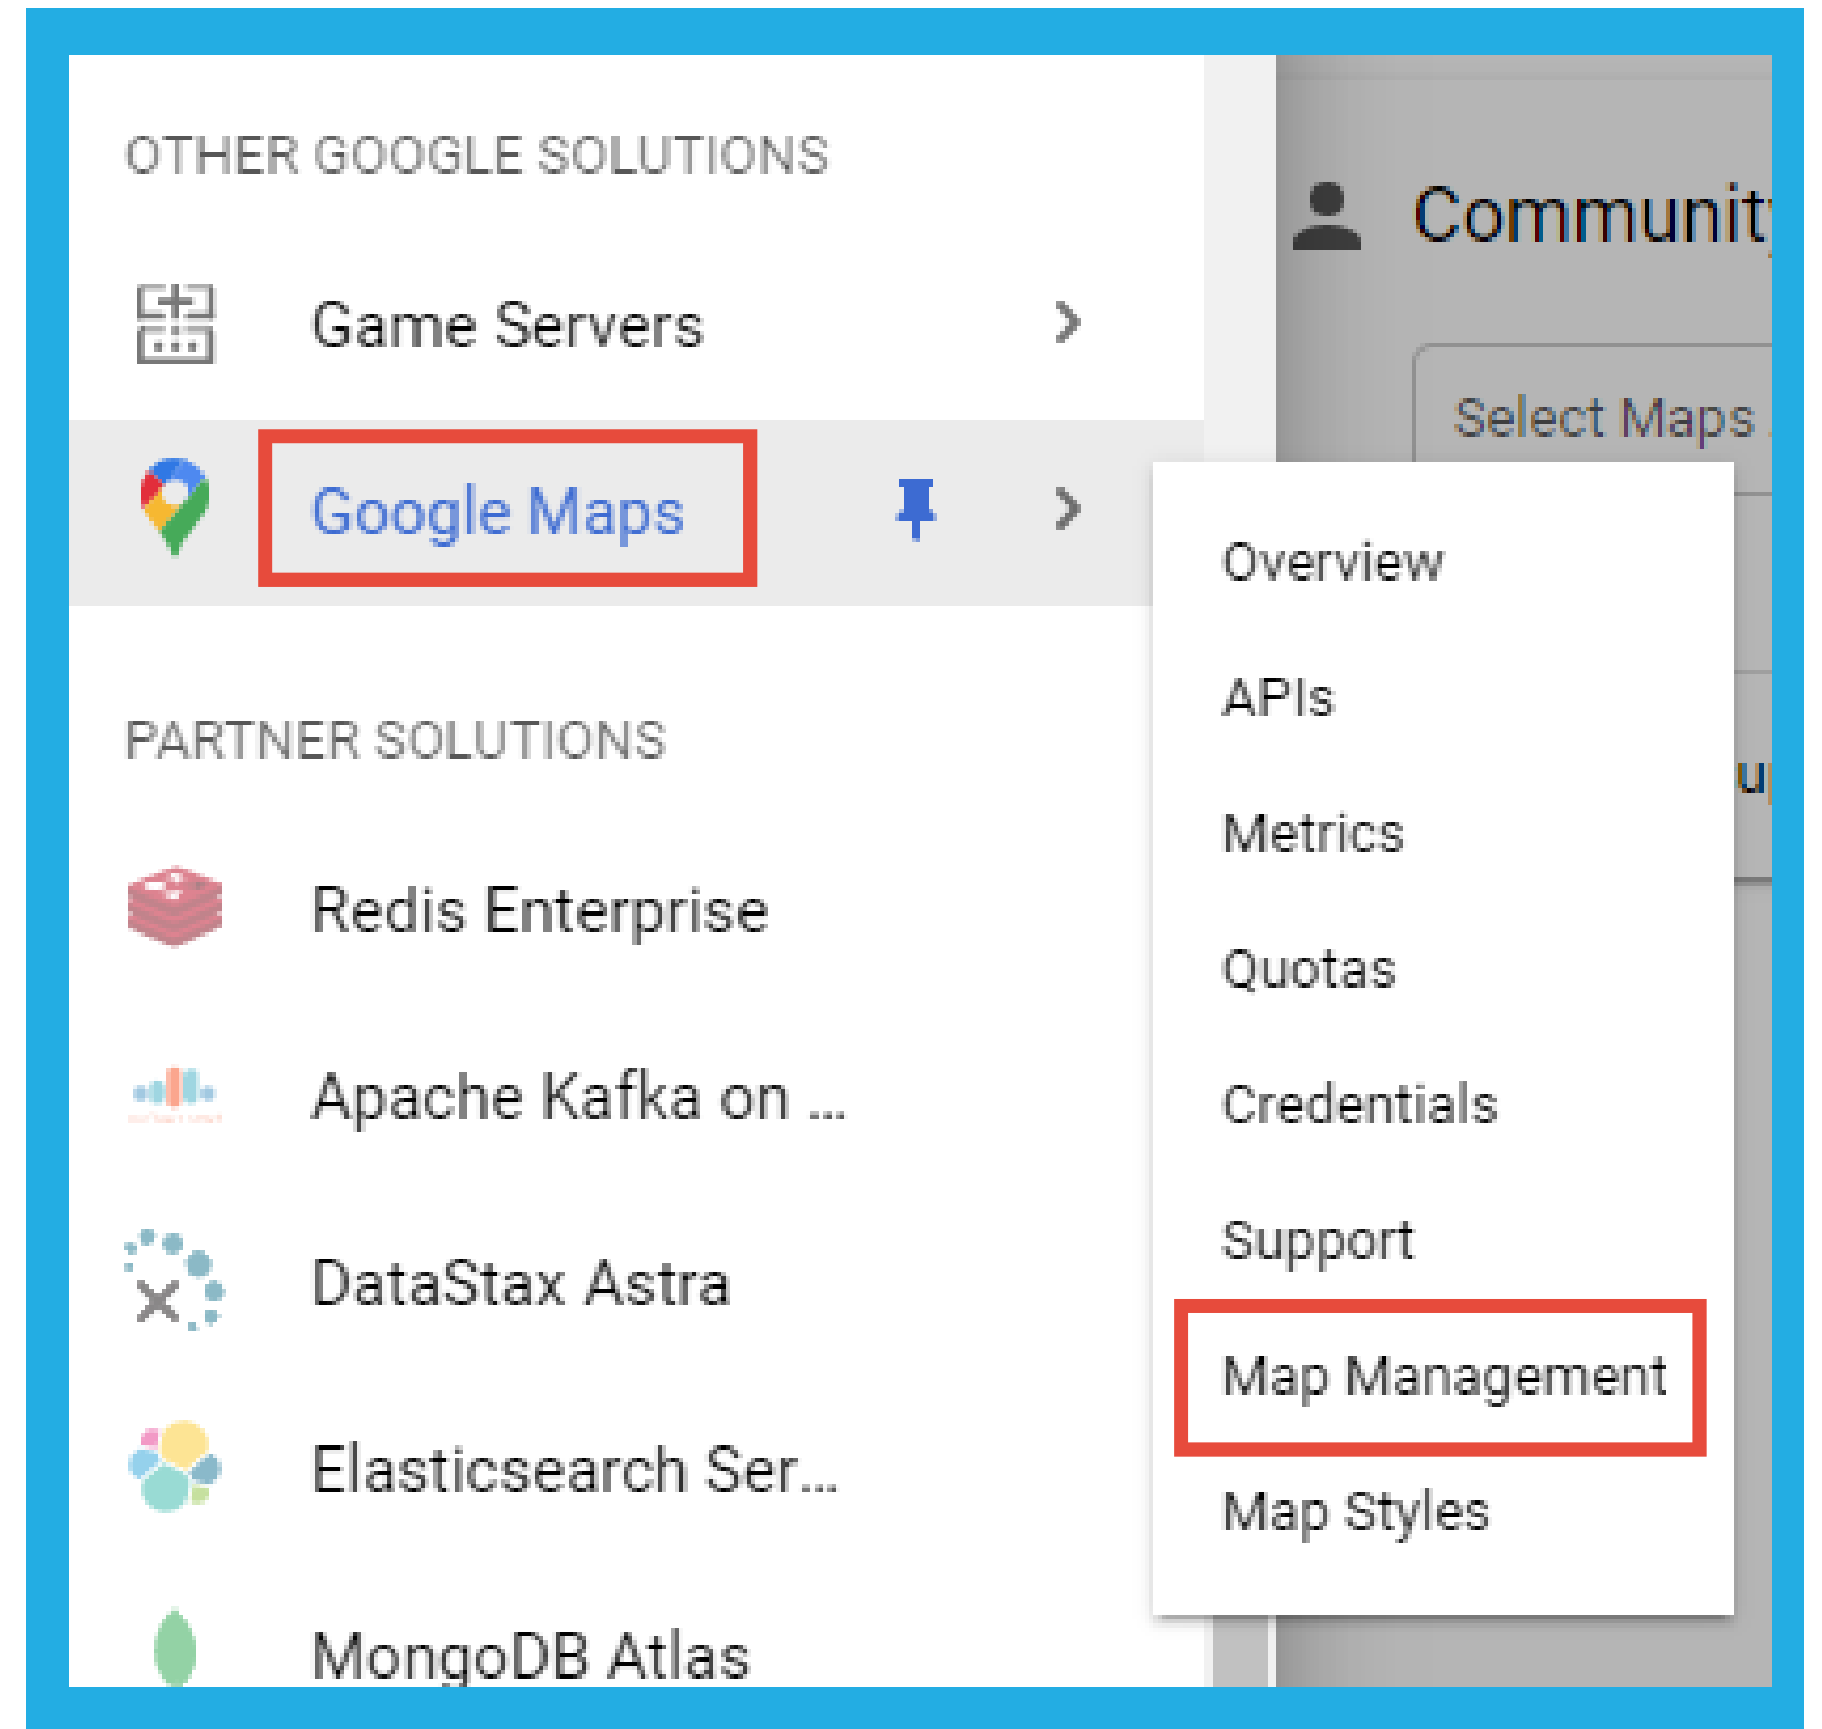 OTHER GOOGLE SOLUTIONS
Game Servers
Google Maps
PARTNER SOLUTIONS
Redis Enterprise
Apache Kafka on ...
DataStax Astra
Elasticsearch Ser...
MongoDB Atlas
Community
Select Maps
Overview
APIs
Metrics
Quotas
Credentials
Support
Map Management
Map Styles